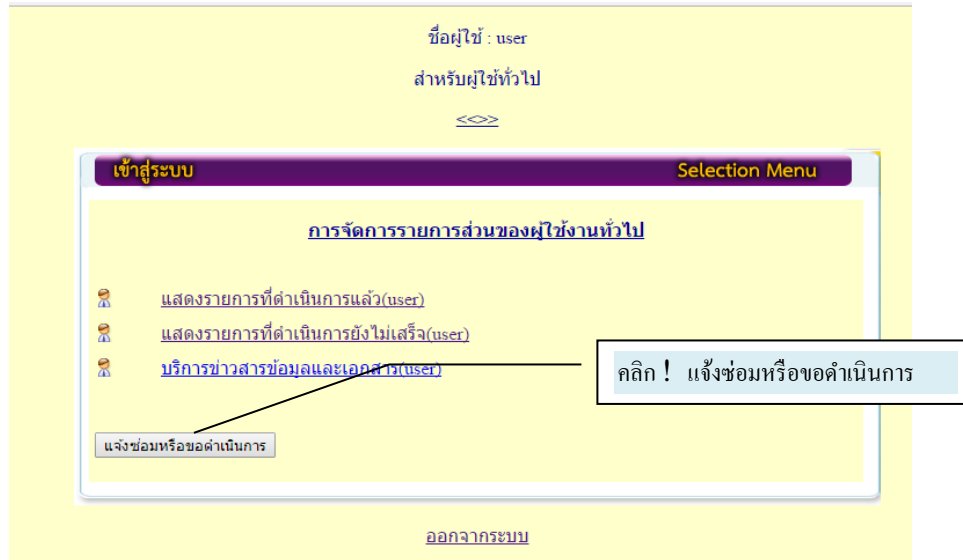 ชื่อผู้ใช้ : user
สำหรับผู้ใช้ทั่วไป
<<>>
เข้าสู่ระบบ Selection Menu
การจัดการรายการส่วนของผู้ใช้งานทั่วไป
แสดงรายการที่ดำเนินการแล้ว(user)
แสดงรายการที่ดำเนินการยังไม่เสร็จ(user)
บริการข่าวสารข้อมูลและเอกสาร(user)
คลิก ! แจ้งซ่อมหรือขอดำเนินการ
แจ้งซ่อมหรือขอดำเนินการ
ออกจากระบบ